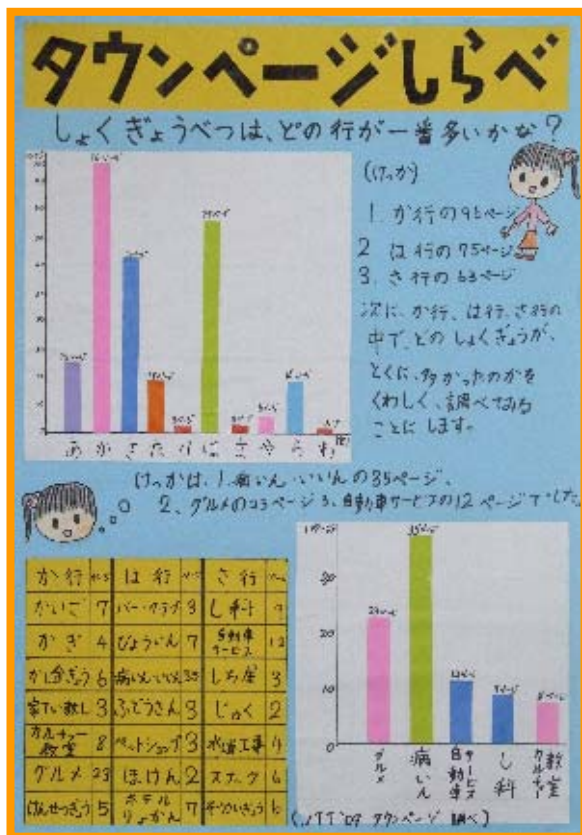 タウンページしらべ
しょくぎょうべつは、どの行が一番多いかな?
(けっか)
1. か行の95ページ
2 は行の75ページ
3. さ行の63ページ
次に、か行、は行、さ行の
中で、どのしょくぎょうが、
とくに、多かったのかを
くわしく、調べてみる
ことにします。
あ か さ た な は ま や ら わ
けっかは、1.病いん・いいんの35ページ、
2、グルメの23ページ 3、自動車サービスの12ページでした。
か行 は行 さ行
かいご 7 バー・クラブ 3 し科 9
かぎ 4 びよういん 7 自動車サービス 12
6 病いん・いいん 35 しち屋 3
3 ふどうさん 3 じゅく 2
カルチャー教室 8 ペットショップ 3 水道工事 4
グルメ 23 ほけん 2 スナック 6
けんせつぎょう 5 ホテルりょかん 7
30
20
10
0
グルメ
病いん
自動車サービス
し科
カルチャー教室
(NTT'09 タウンページ 調べ)